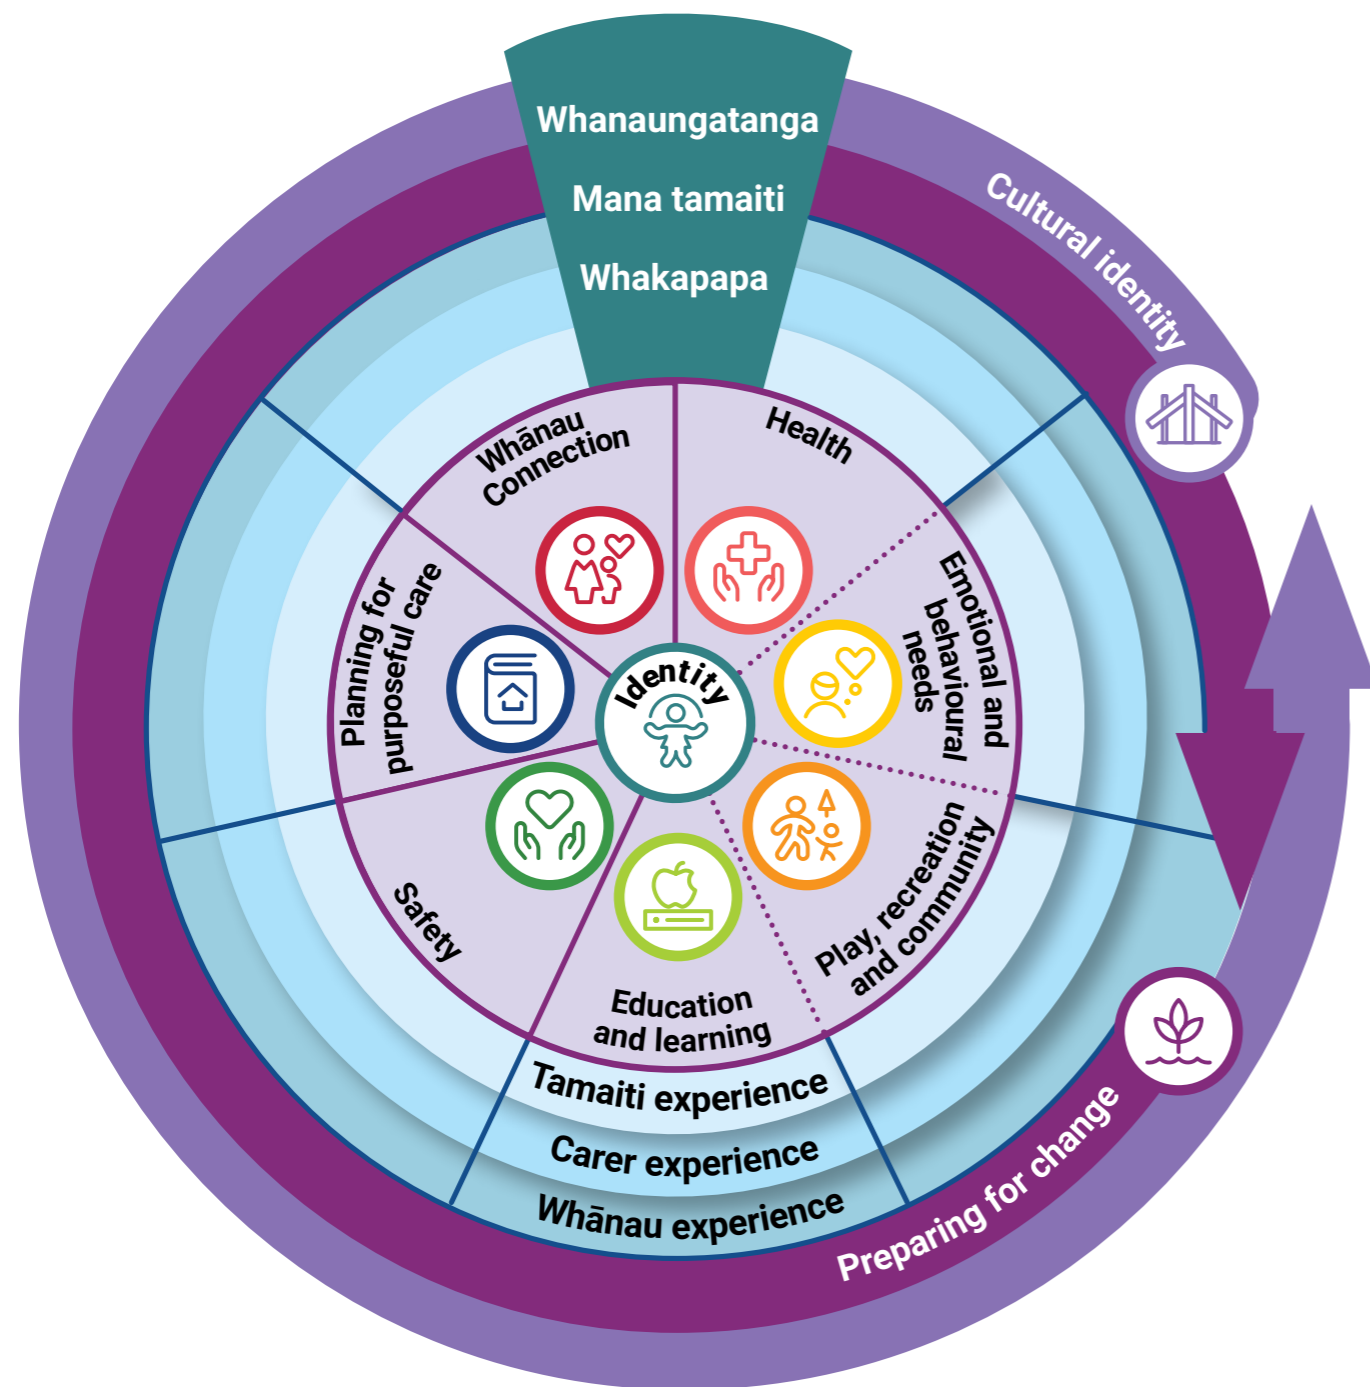 Whanaungatanga
Mana tamaiti
Whakapapa
Cultural identity
Whānau
Connection
Health
Emotional and
behavioural
needs
Planning for
purposeful care
Identity
Play, recreation
and community
Safety
Education
and learning
Tamaiti experience
Carer experience
Whānau experience
Preparing for change